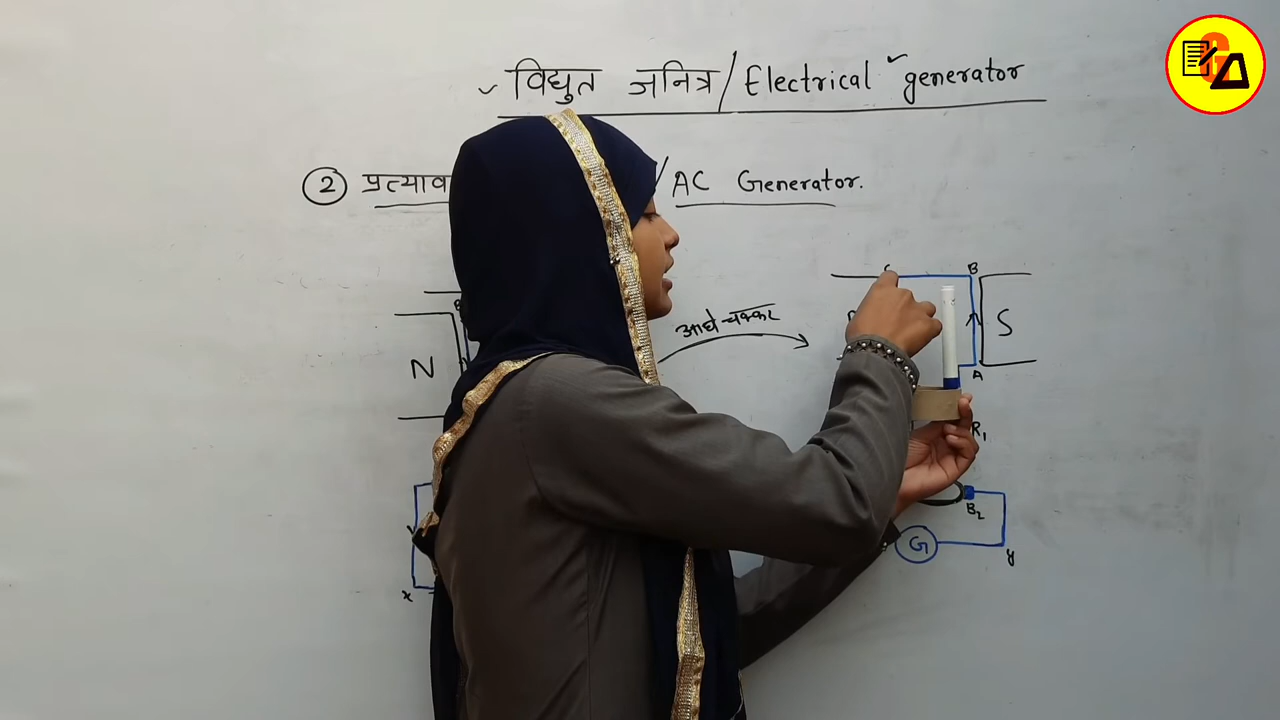 विद्युत जनित्र / Electrical generator
② प्रत्याव / AC Generator.
आधे चक्कर
B
B
N
S
A
R₁
B₂
G
y
x